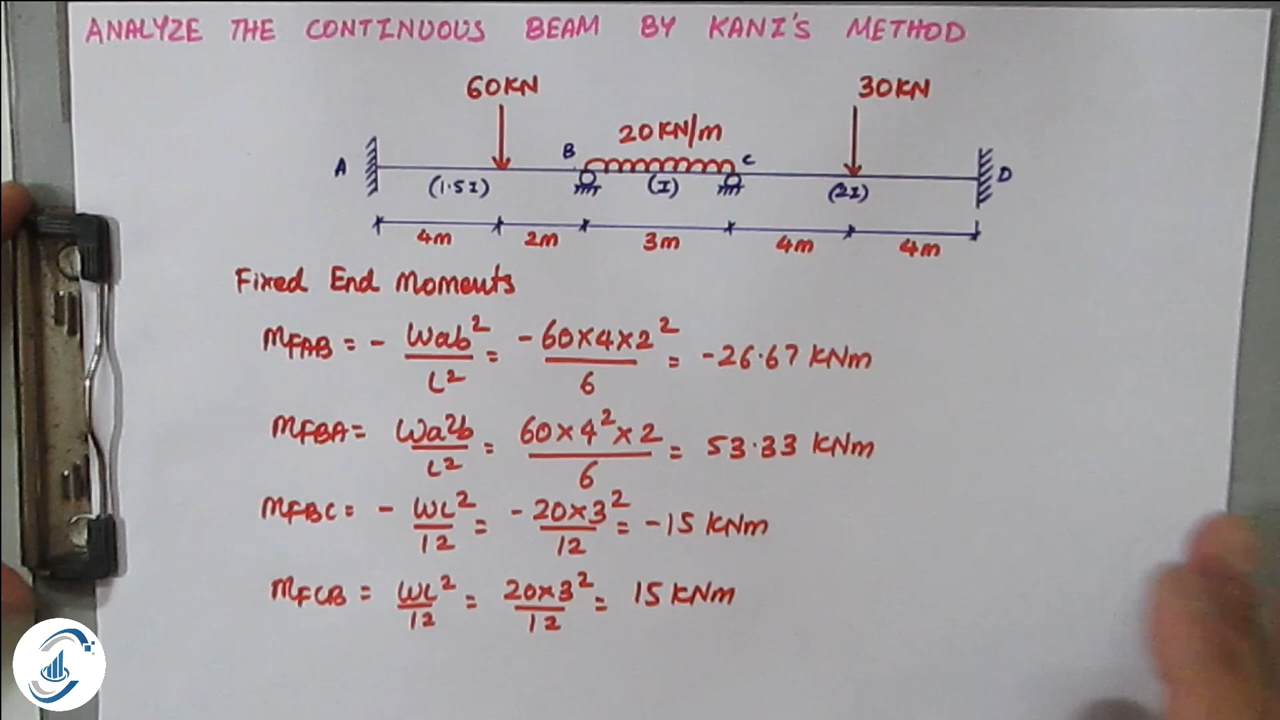 ANALYZE THE CONTINUOUS BEAM BY KANI'S METHOD
60KN 30KN
20KN/m
A B C D
(1.5I) (I) (2I)
4m 2m 3m 4m 4m
Fixed End Moments
MFAB = - Wab²/L² = -60×4×2²/6 = -26.67 KNm
MFBA = Wa²b/L² = 60×4²×2/6 = 53.33 KNm
MFBC = - WL²/12 = -20×3²/12 = -15 KNm
MFCB = WL²/12 = 20×3²/12 = 15 KNm